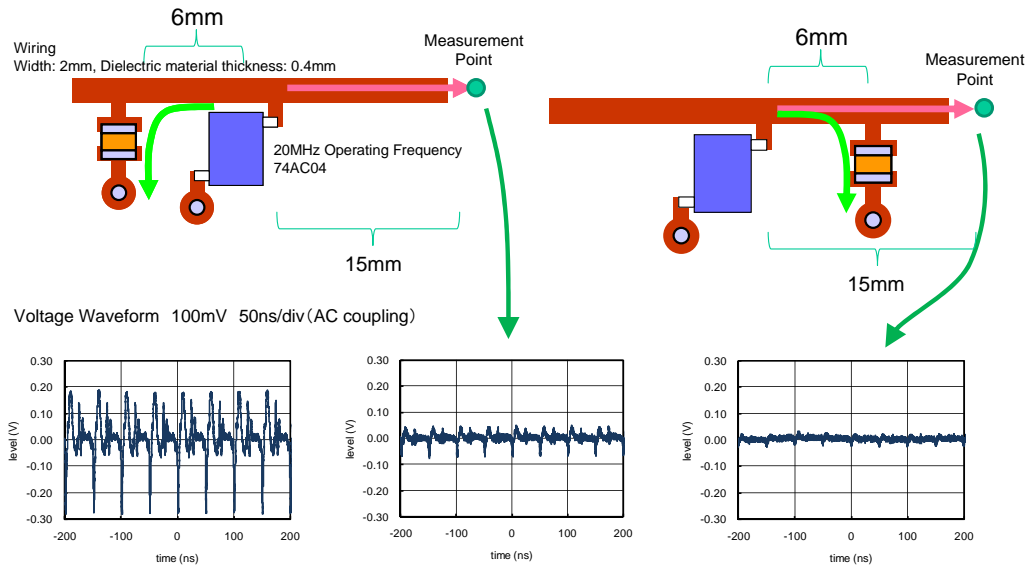 6mm
Wiring
Width: 2mm, Dielectric material thickness: 0.4mm
Measurement
Point
20MHz Operating Frequency
74AC04
15mm
6mm
Measurement
Point
15mm
Voltage Waveform 100mV 50ns/div(AC coupling)
0.30
0.20
0.10
0.00
-0.10
-0.20
-0.30
level (V)
-200 -100 0 100 200
time (ns)
0.30
0.20
0.10
0.00
-0.10
-0.20
-0.30
level (V)
-200 -100 0 100 200
time (ns)
0.30
0.20
0.10
0.00
-0.10
-0.20
-0.30
level (V)
-200 -100 0 100 200
time (ns)